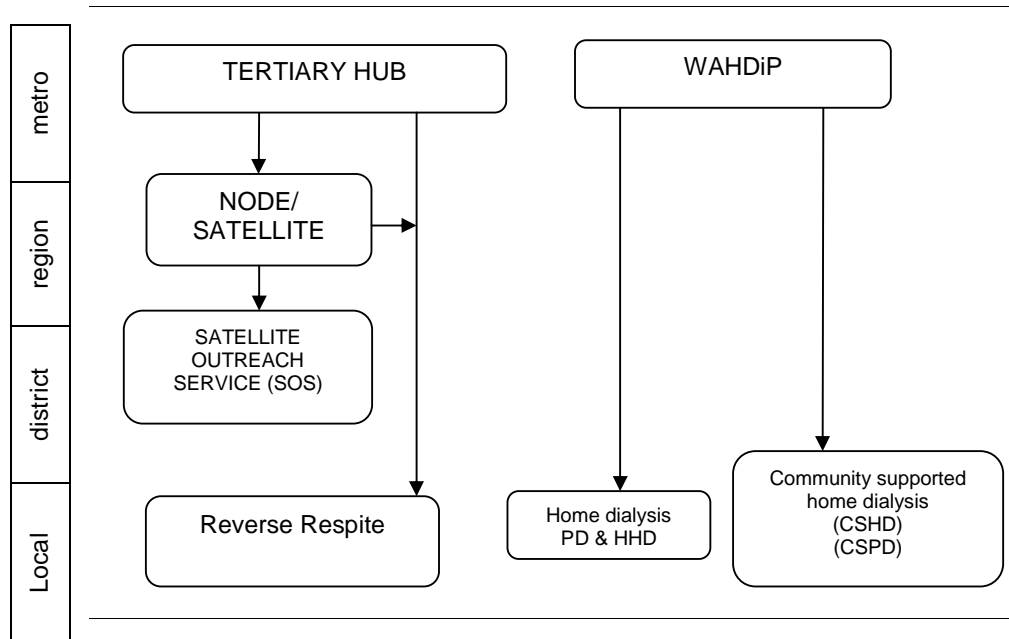 metro
TERTIARY HUB
WAHDiP
region
NODE/
SATELLITE
district
SATELLITE
OUTREACH
SERVICE (SOS)
Local
Reverse Respite
Home dialysis
PD & HHD
Community supported
home dialysis
(CSHD)
(CSPD)